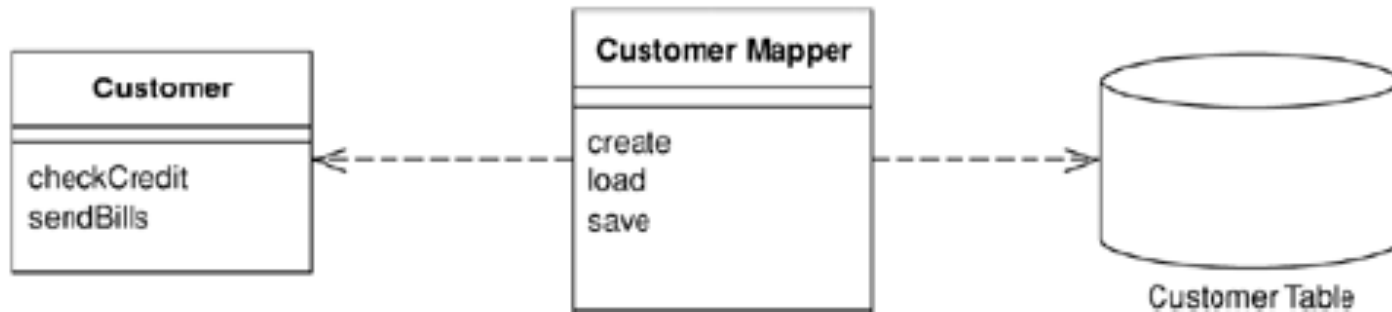 Customer
checkCredit
sendBills
Customer Mapper
create
load
save
Customer Table